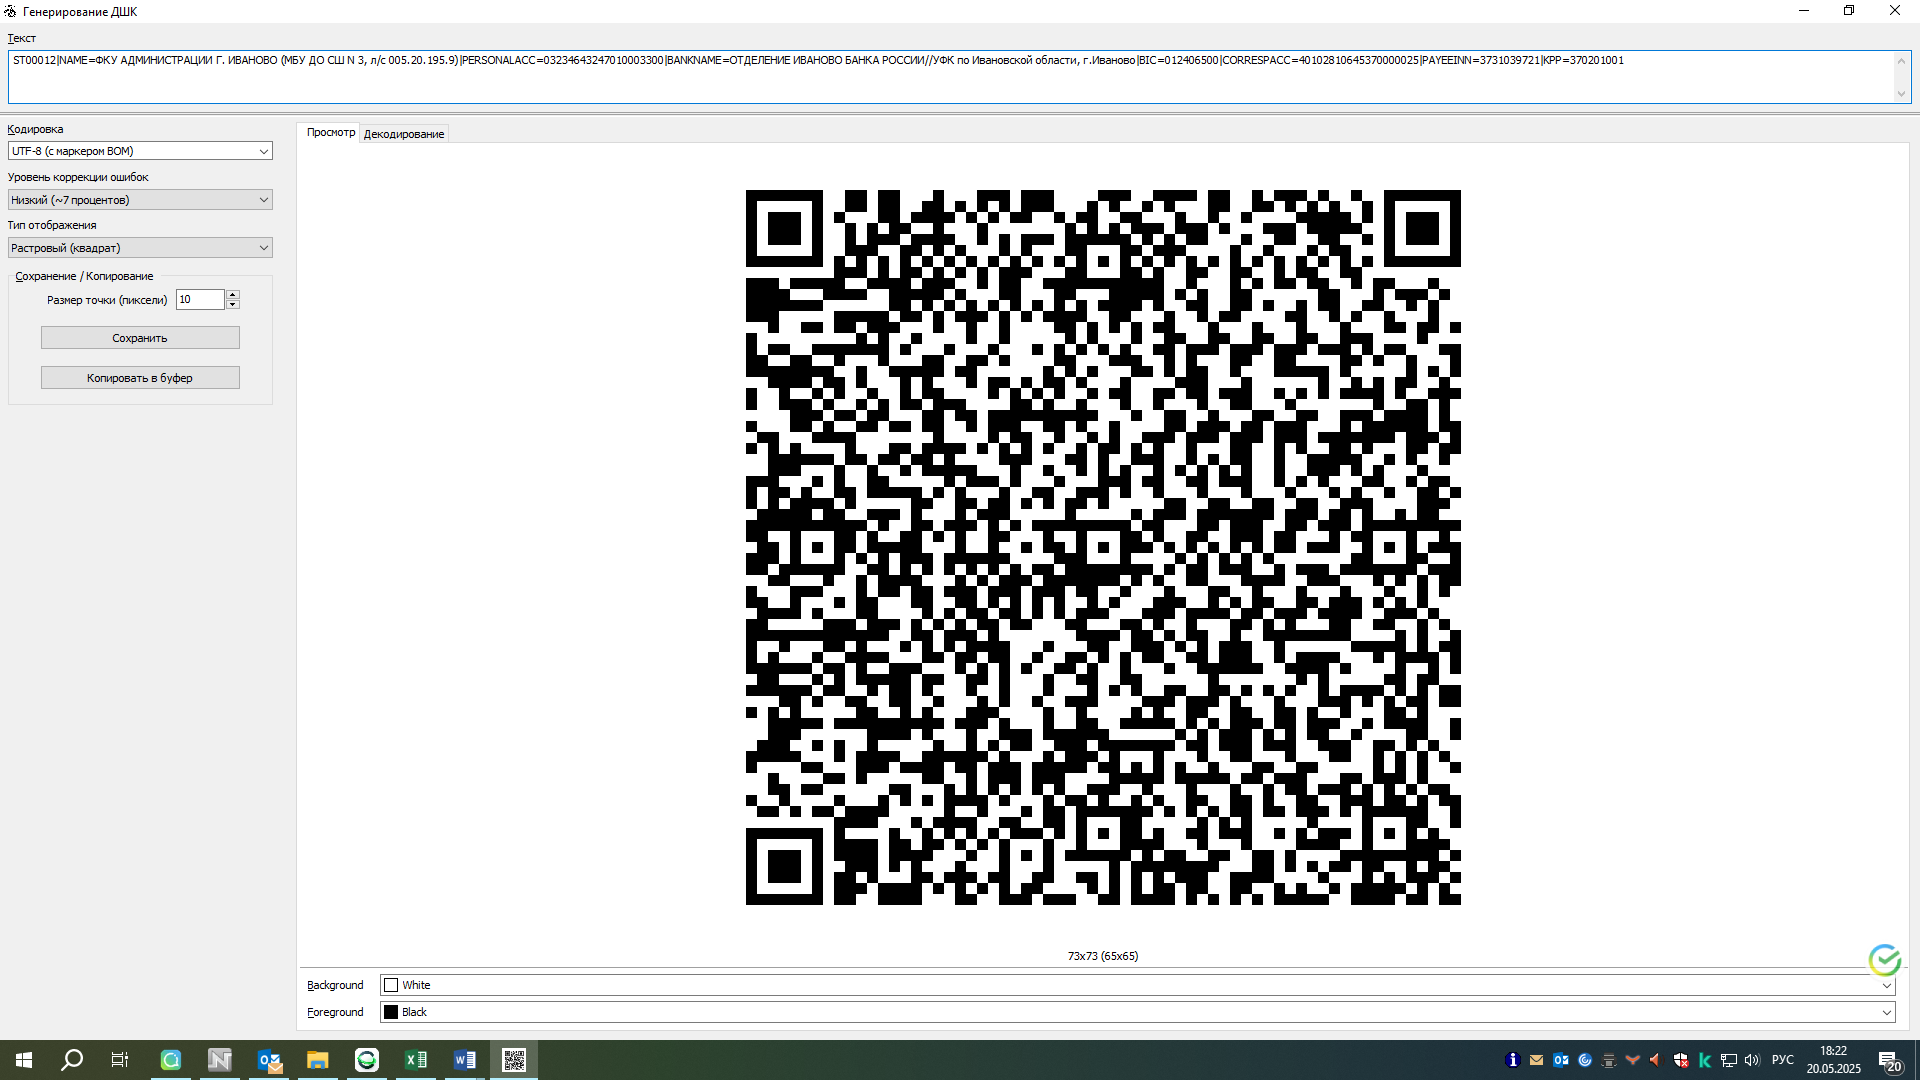 Генерирование ДШК
Текст
ST00012|NAME=ФКУ АДМИНИСТРАЦИИ Г. ИВАНОВО (МБУ ДО СШ N 3, л/с 005.20.195.9)|PERSONALACC=03234643247010003300|BANKNAME=ОТДЕЛЕНИЕ ИВАНОВО БАНКА РОССИИ//УФК по Ивановской области, г.Иваново|BIC=012406500|CORRESPACC=40102810645370000025|PAYEEINN=3731039721|KPP=370201001
Кодировка
UTF-8 (с маркером BOM)
Уровень коррекции ошибок
Низкий (~7 процентов)
Тип отображения
Растровый (квадрат)
Сохранение / Копирование
Размер точки (пиксели) 10
Сохранить
Копировать в буфер
Просмотр Декодирование
73x73 (65x65)
Background White
Foreground Black
РУС
18:22
20.05.2025
20